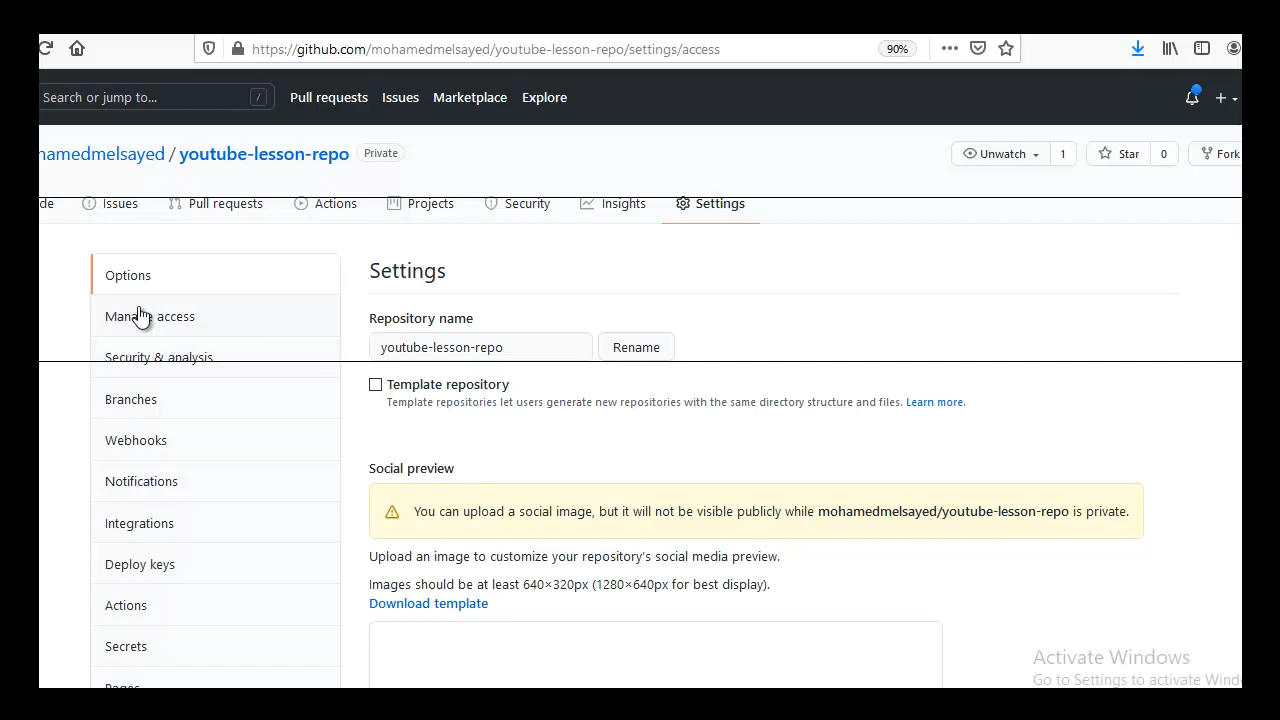 https://github.com/mohamedmelsayed/youtube-lesson-repo/settings/access 90%
Search or jump to... / Pull requests Issues Marketplace Explore
namedmelsayed / youtube-lesson-repo Private Unwatch 1 Star 0 Fork
de Issues Pull requests Actions Projects Security Insights Settings
Options
Manage access
Security & analysis
Branches
Webhooks
Notifications
Integrations
Deploy keys
Actions
Secrets
Pages
Settings
Repository name
youtube-lesson-repo Rename
Template repository
Template repositories let users generate new repositories with the same directory structure and files. Learn more.
Social preview
You can upload a social image, but it will not be visible publicly while mohamedmelsayed/youtube-lesson-repo is private.
Upload an image to customize your repository's social media preview.
Images should be at least 640×320px (1280×640px for best display).
Download template
Activate Windows
Go to Settings to activate Wind